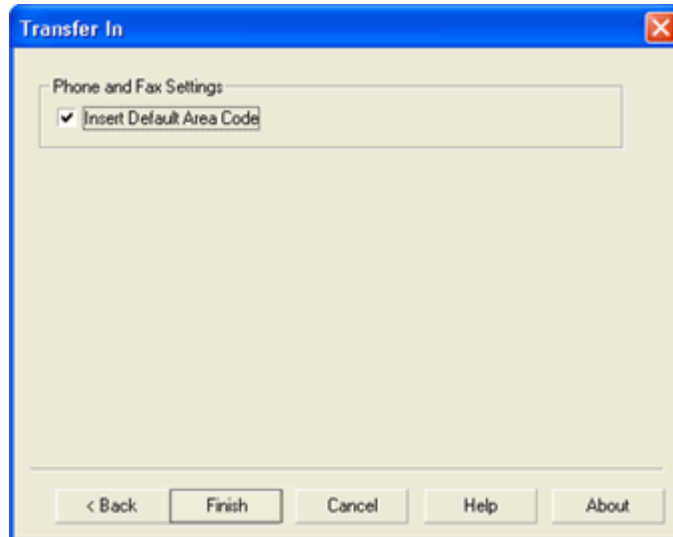 Transfer In
Phone and Fax Settings
Insert Default Area Code
< Back Finish Cancel Help About